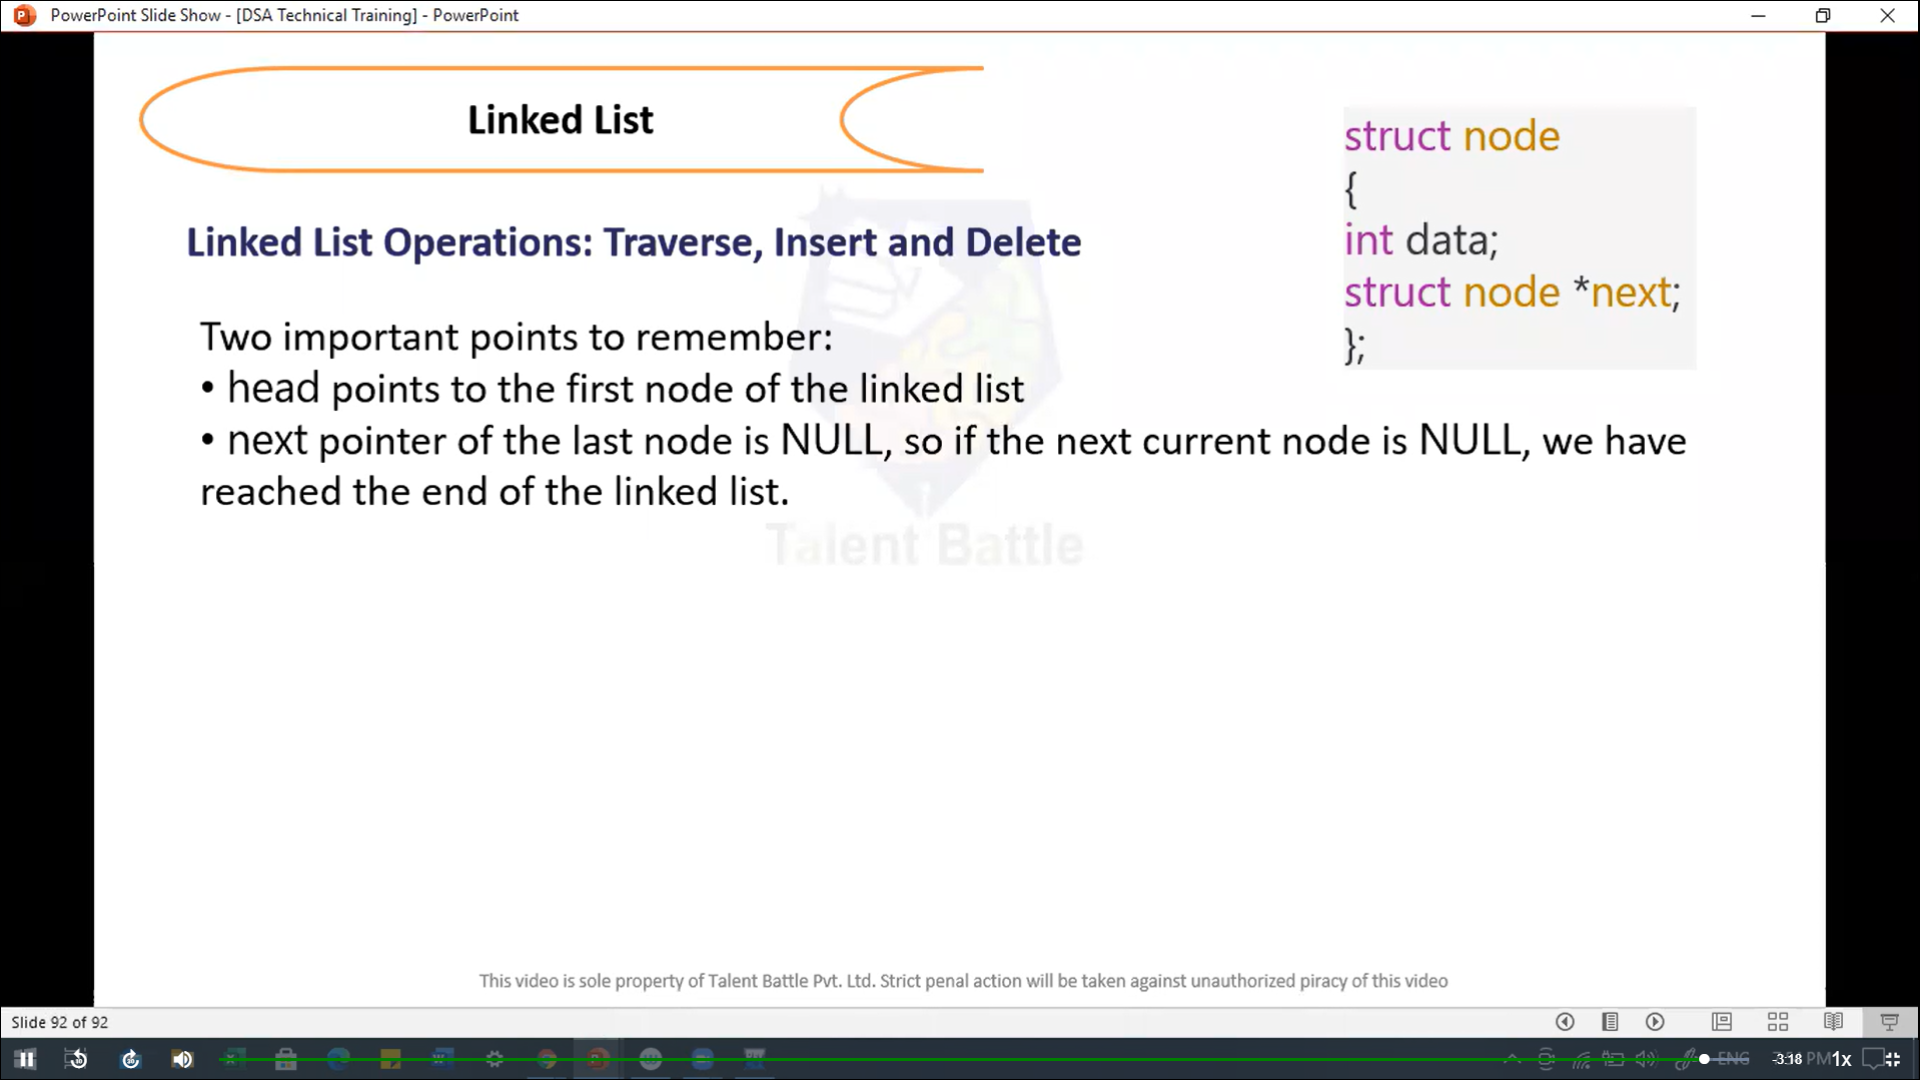 PowerPoint Slide Show - [DSA Technical Training] - PowerPoint
Linked List
struct node
{
int data;
struct node *next;
};
Linked List Operations: Traverse, Insert and Delete
Two important points to remember:
• head points to the first node of the linked list
• next pointer of the last node is NULL, so if the next current node is NULL, we have
reached the end of the linked list.
Talent Battle
This video is sole property of Talent Battle Pvt. Ltd. Strict penal action will be taken against unauthorized piracy of this video
Slide 92 of 92
ENG
-3:18
PM
1x